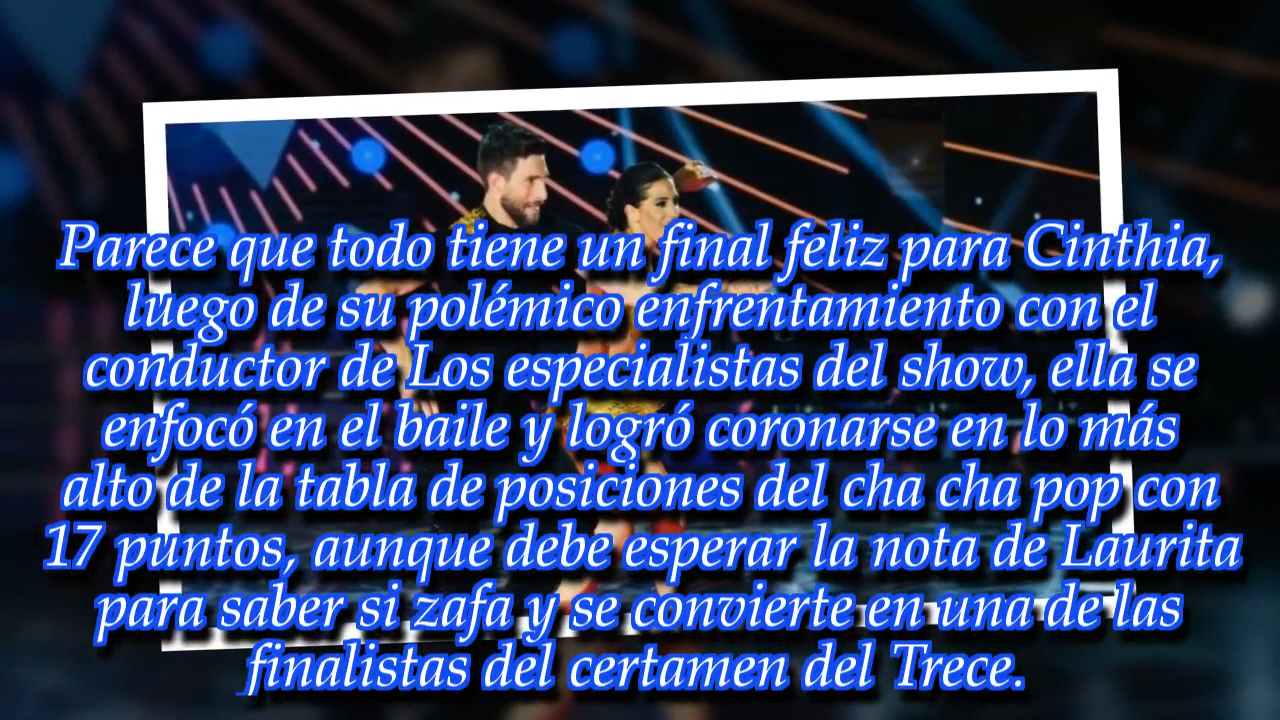 Parece que todo tiene un final feliz para Cinthia,
luego de su polémico enfrentamiento con el
conductor de Los especialistas del show, ella se
enfocó en el baile y logró coronarse en lo más
alto de la tabla de posiciones del cha cha pop con
17 puntos, aunque debe esperar la nota de Laurita
para saber si zafa y se convierte en una de las
finalistas del certamen del Trece.